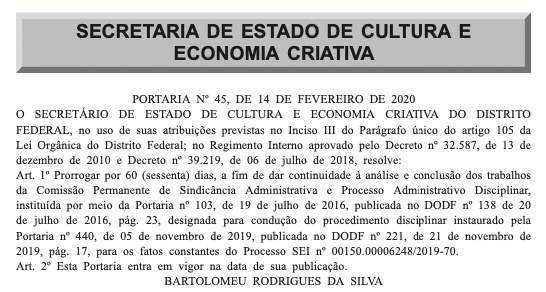 SECRETARIA DE ESTADO DE CULTURA E
ECONOMIA CRIATIVA
PORTARIA Nº 45, DE 14 DE FEVEREIRO DE 2020
O SECRETÁRIO DE ESTADO DE CULTURA E ECONOMIA CRIATIVA DO DISTRITO
FEDERAL, no uso de suas atribuições previstas no Inciso III do Parágrafo único do artigo 105 da
Lei Orgânica do Distrito Federal; no Regimento Interno aprovado pelo Decreto nº 32.587, de 13 de
dezembro de 2010 e Decreto nº 39.219, de 06 de julho de 2018, resolve:
Art. 1º Prorrogar por 60 (sessenta) dias, a fim de dar continuidade à análise e conclusão dos trabalhos
da Comissão Permanente de Sindicância Administrativa e Processo Administrativo Disciplinar,
instituída por meio da Portaria nº 103, de 19 de julho de 2016, publicada no DODF nº 138 de 20
de julho de 2016, pág. 23, designada para condução do procedimento disciplinar instaurado pela
Portaria nº 440, de 05 de novembro de 2019, publicada no DODF nº 221, de 21 de novembro de
2019, pág. 17, para os fatos constantes do Processo SEI nº 00150.00006248/2019-70.
Art. 2º Esta Portaria entra em vigor na data de sua publicação.
BARTOLOMEU RODRIGUES DA SILVA